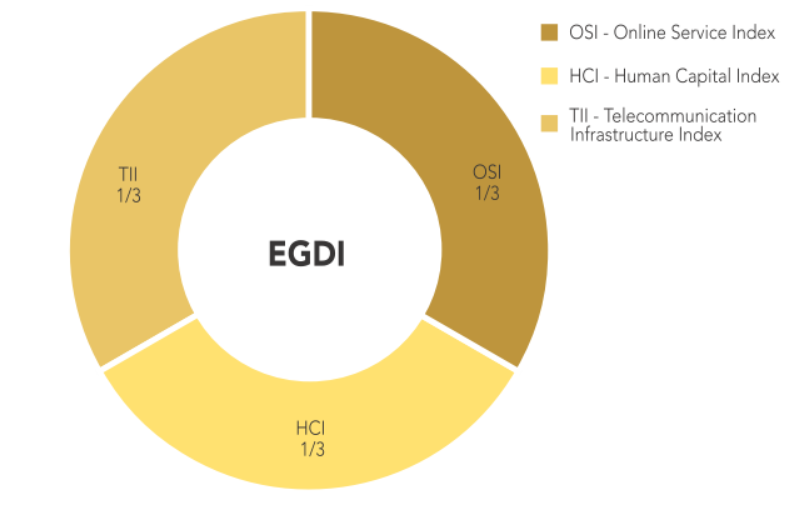 OSI - Online Service Index
HCI - Human Capital Index
TII - Telecommunication
Infrastructure Index
TII
1/3
OSI
1/3
EGDI
HCI
1/3